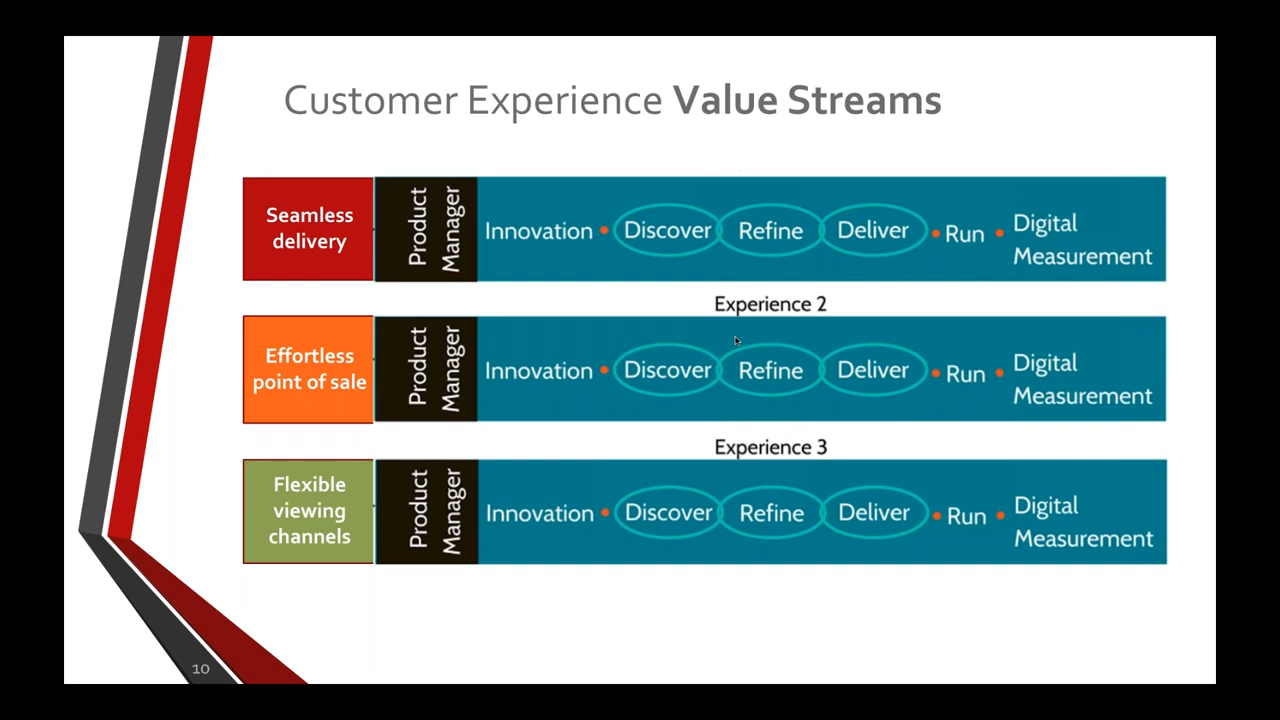 Customer Experience Value Streams
Seamless
delivery
Product
Manager
Innovation • Discover Refine Deliver • Run • Digital
Measurement
Experience 2
Effortless
point of sale
Product
Manager
Innovation • Discover Refine Deliver • Run • Digital
Measurement
Experience 3
Flexible
viewing
channels
Product
Manager
Innovation • Discover Refine Deliver • Run • Digital
Measurement
10